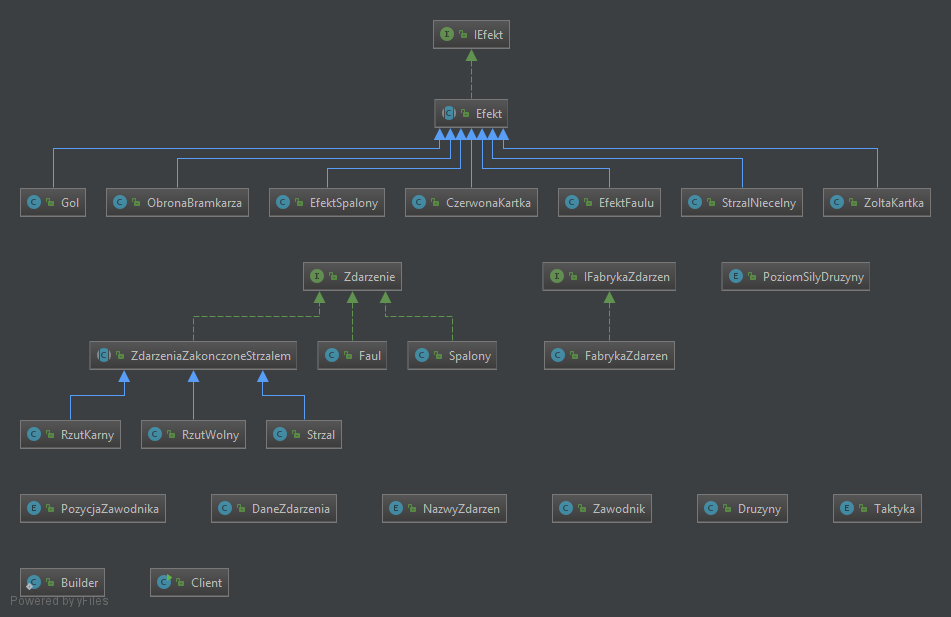 IEfekt
Efekt
Gol
ObronaBramkarza
EfektSpalony
CzerwonaKartka
EfektFaulu
StrzalNiecelny
ZoltaKartka
Zdarzenie
IFabrykaZdarzen
PoziomSilyDruzyny
ZdarzeniaZakonczoneStrzalem
Faul
Spalony
FabrykaZdarzen
RzutKarny
RzutWolny
Strzal
PozycjaZawodnika
DaneZdarzenia
NazwyZdarzen
Zawodnik
Druzyny
Taktyka
Builder
Client
Powered by yFiles